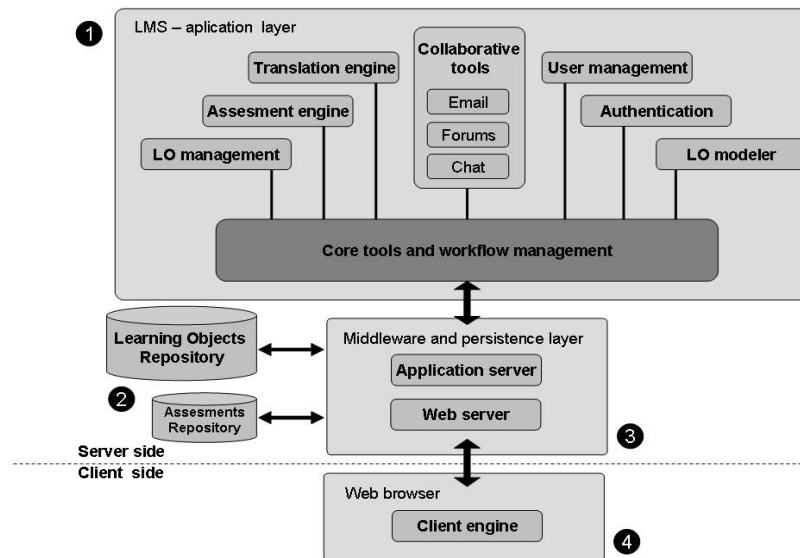 1
LMS – aplication layer
Translation engine
Collaborative
tools
User management
Email
Assesment engine
Authentication
Forums
LO management
Chat
LO modeler
Core tools and workflow management
Learning Objects
Repository
Middleware and persistence layer
Application server
2
Assesments
Repository
Web server
3
Server side
Client side
Web browser
Client engine
4